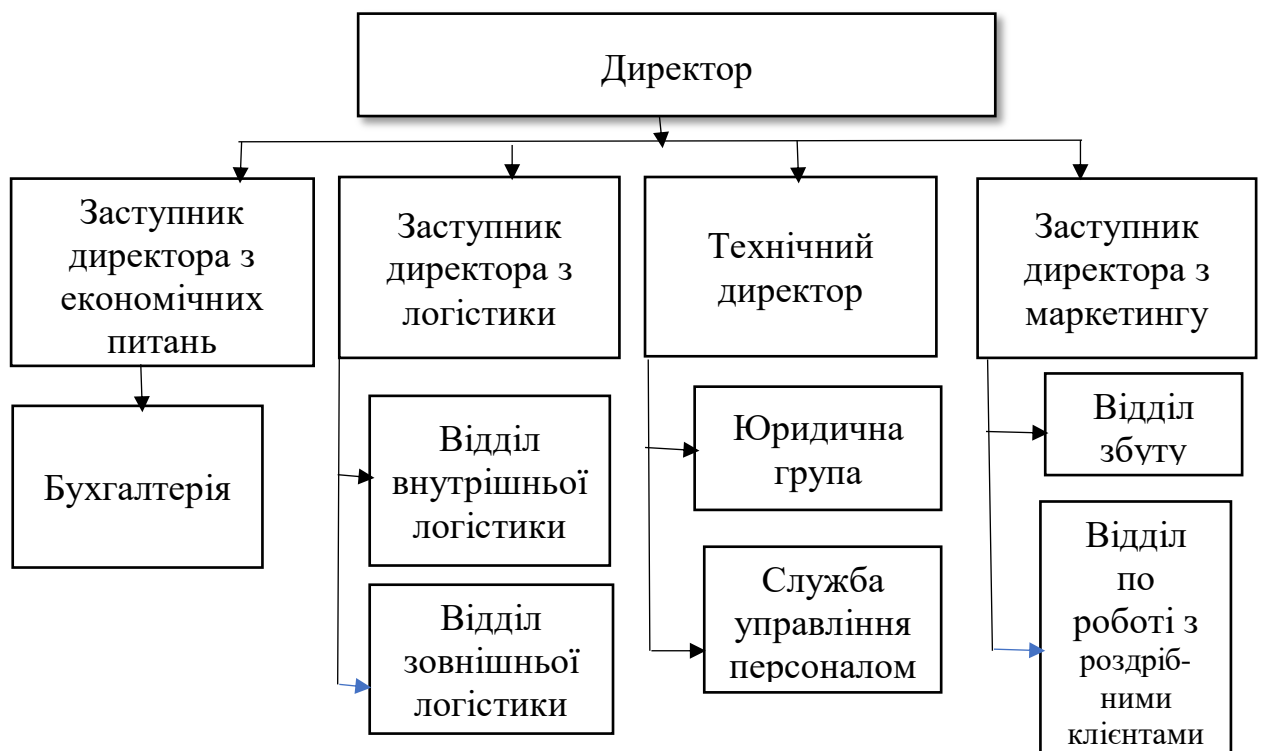 Директор
Заступник
директора з
економічних
питань
Заступник
директора з
логістики
Технічний
директор
Заступник
директора з
маркетингу
Бухгалтерія
Відділ
внутрішньої
логістики
Відділ
зовнішньої
логістики
Юридична
група
Служба
управління
персоналом
Відділ
збуту
Відділ
по
роботі з
роздріб-
ними
клієнтами